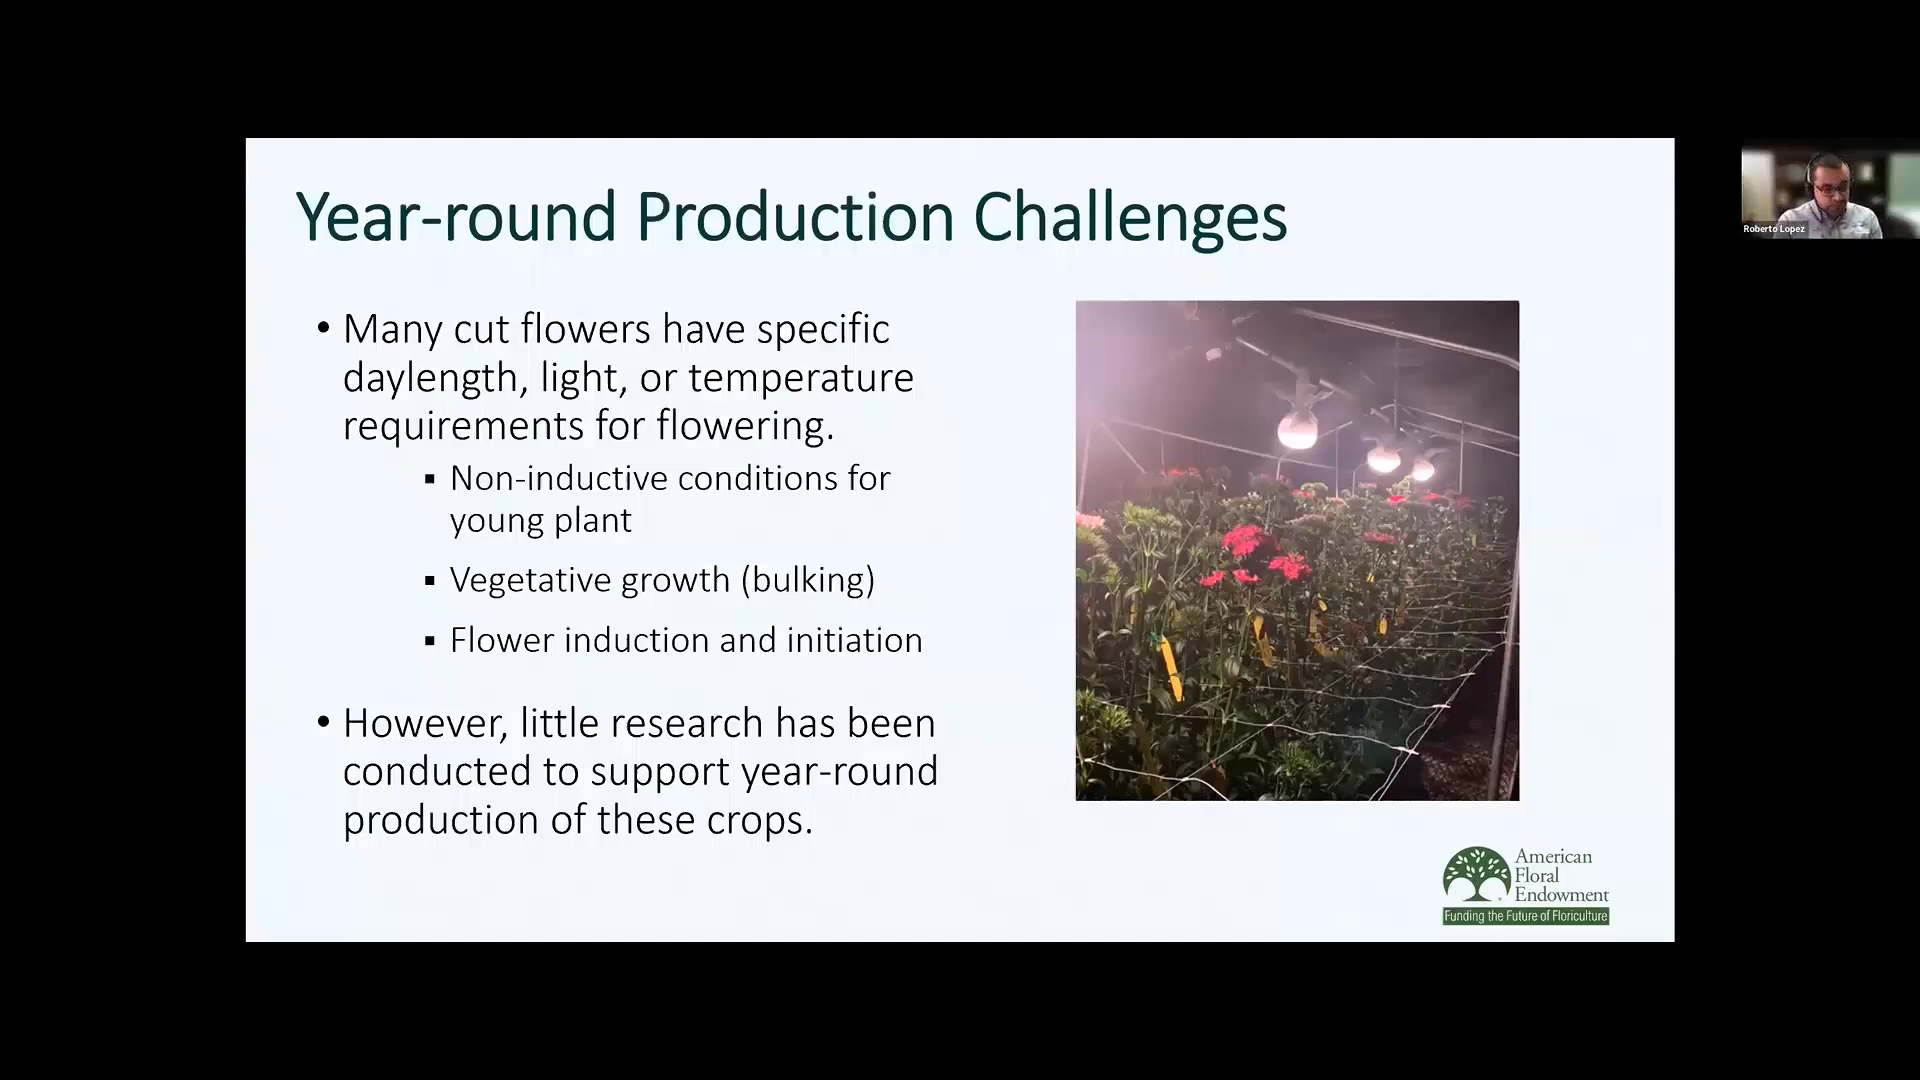 Year-round Production Challenges
• Many cut flowers have specific
daylength, light, or temperature
requirements for flowering.
▪ Non-inductive conditions for
young plant
▪ Vegetative growth (bulking)
▪ Flower induction and initiation
• However, little research has been
conducted to support year-round
production of these crops.
American
Floral
Endowment
Funding the Future of Floriculture
Roberto Lopez